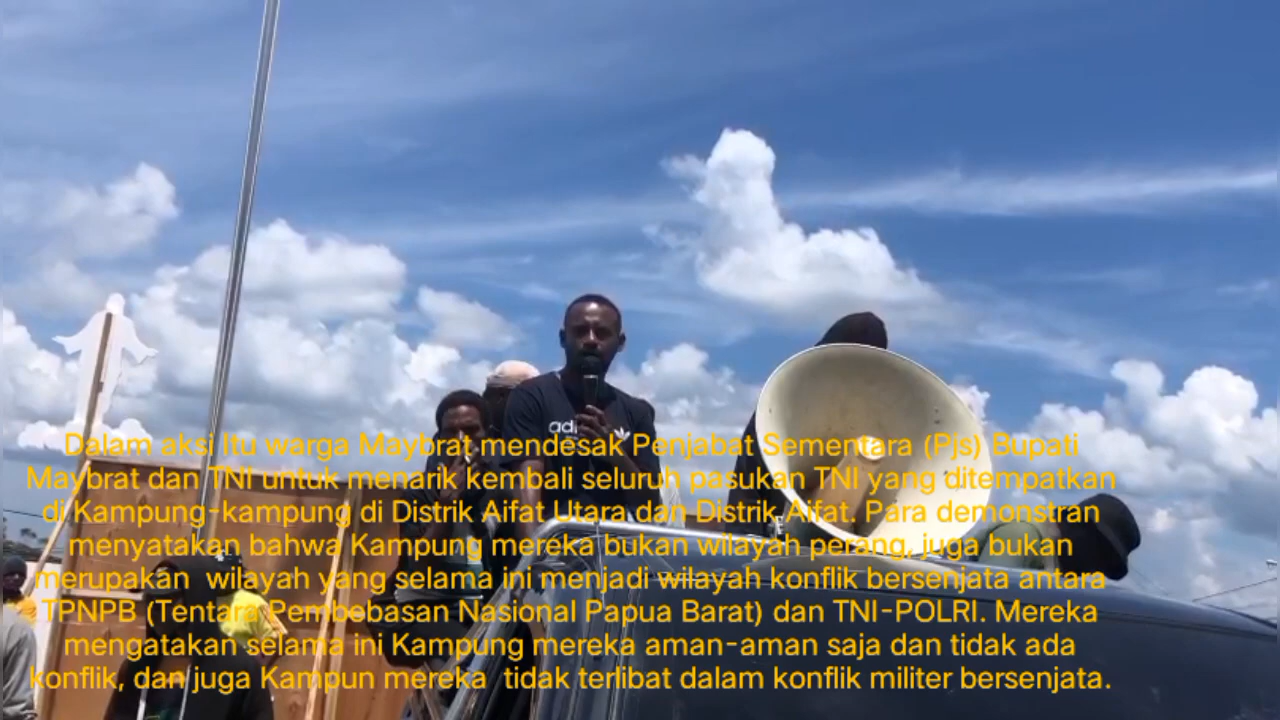 adi
Dalam aksi Itu warga Maybrat mendesak Penjabat Sementara (Pjs) Bupati
Maybrat dan TNI untuk menarik kembali seluruh pasukan TNI yang ditempatkan
di Kampung-kampung di Distrik Aifat Utara dan Distrik Aifat. Para demonstran
menyatakan bahwa Kampung mereka bukan wilayah perang, juga bukan
merupakan  wilayah yang selama ini menjadi wilayah konflik bersenjata antara
TPNPB (Tentara Pembebasan Nasional Papua Barat) dan TNI-POLRI. Mereka
mengatakan selama ini Kampung mereka aman-aman saja dan tidak ada
konflik, dan juga Kampun mereka  tidak terlibat dalam konflik militer bersenjata.